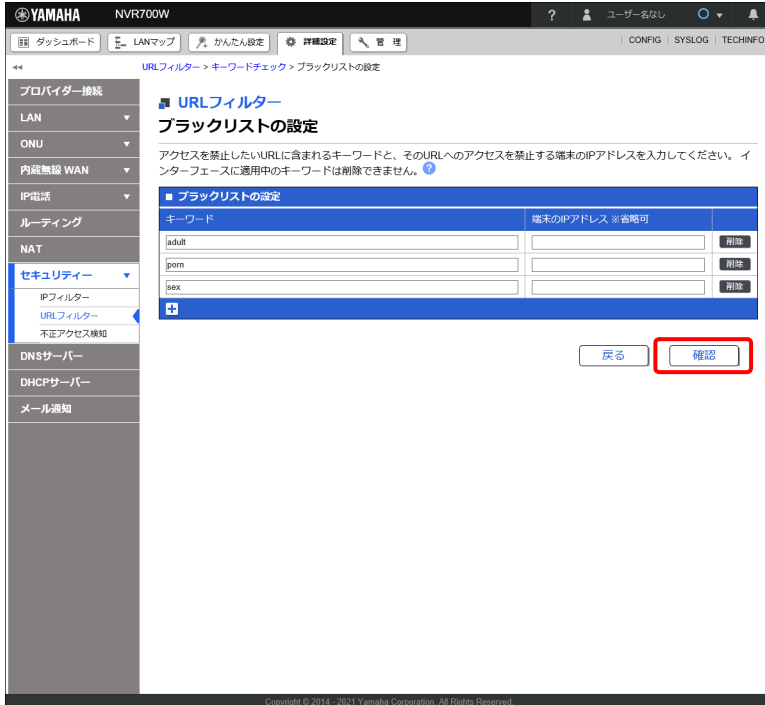 YAMAHA NVR700W ? ユーザー名なし
ダッシュボード LANマップ かんたん設定 詳細設定 管 理 CONFIG SYSLOG TECHINFO
URLフィルター > キーワードチェック > ブラックリストの設定
プロバイダー接続
LAN
ONU
内蔵無線 WAN
IP電話
ルーティング
NAT
セキュリティー
IPフィルター
URLフィルター
不正アクセス検知
DNSサーバー
DHCPサーバー
メール通知
URLフィルター
ブラックリストの設定
アクセスを禁止したいURLに含まれるキーワードと、そのURLへのアクセスを禁止する端末のIPアドレスを入力してください。 イ
ンターフェースに適用中のキーワードは削除できません。 ?
ブラックリストの設定
キーワード 端末のIPアドレス ※省略可
adult 削除
porn 削除
sex 削除
戻る 確認
Copyright © 2014 - 2021 Yamaha Corporation. All Rights Reserved.